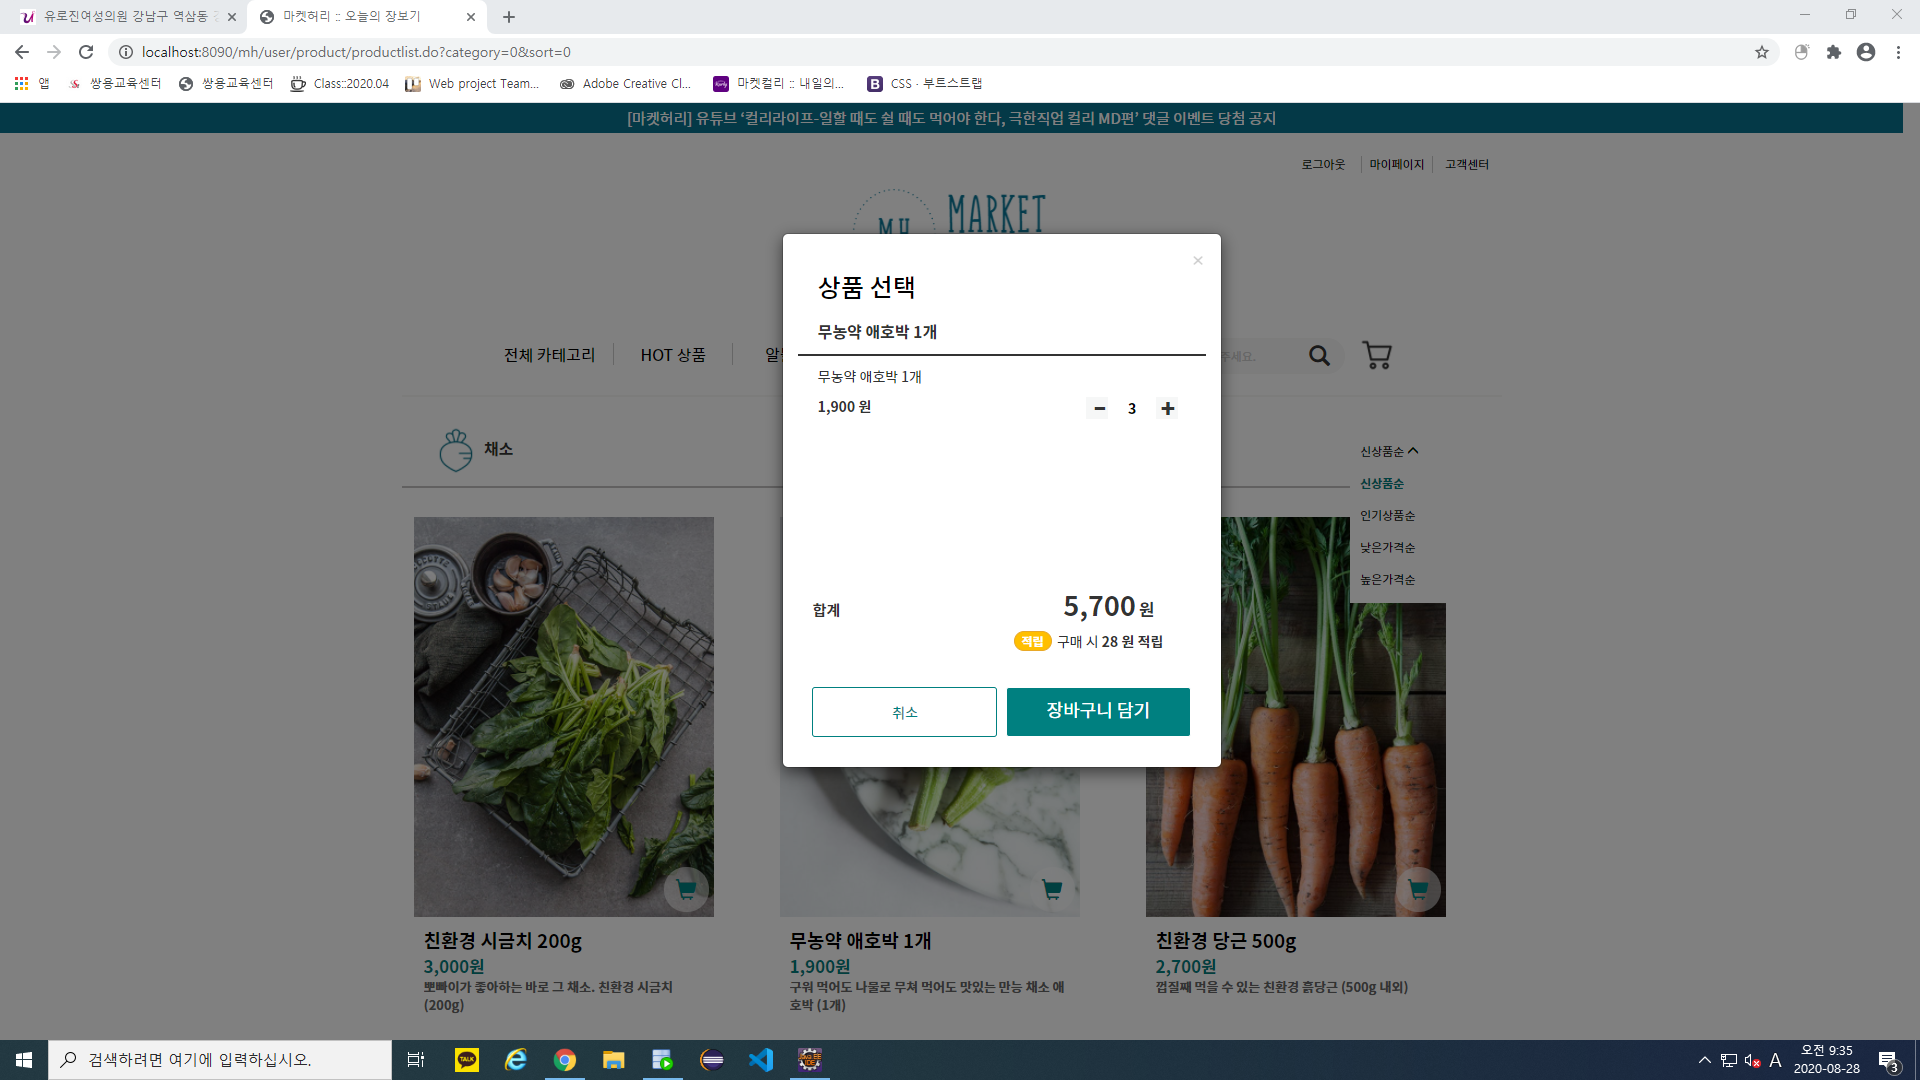 유로진여성의원 강남구 역삼동
마켓허리 :: 오늘의 장보기
localhost:8090/mh/user/product/productlist.do?category=0&sort=0
앱
쌍용교육센터
쌍용교육센터
Class::2020.04
Web project Team...
Adobe Creative Cl...
마켓컬리 :: 내일의...
CSS · 부트스트랩
[마켓허리] 유튜브 ‘컬리라이프-일할 때도 쉴 때도 먹어야 한다, 극한직업 컬리 MD편’ 댓글 이벤트 당첨 공지
로그아웃
마이페이지
고객센터
MH
MARKET
전체 카테고리
HOT 상품
주세요.
채소
신상품순
신상품순
인기상품순
낮은가격순
높은가격순
×
상품 선택
무농약 애호박 1개
무농약 애호박 1개
1,900 원
3
합계
5,700 원
적립 구매 시 28 원 적립
취소
장바구니 담기
친환경 시금치 200g
3,000원
뽀빠이가 좋아하는 바로 그 채소. 친환경 시금치
(200g)
무농약 애호박 1개
1,900원
구워 먹어도 나물로 무쳐 먹어도 맛있는 만능 채소 애
호박 (1개)
친환경 당근 500g
2,700원
껍질째 먹을 수 있는 친환경 흙당근 (500g 내외)
검색하려면 여기에 입력하십시오.
TALK
A
오전 9:35
2020-08-28
3